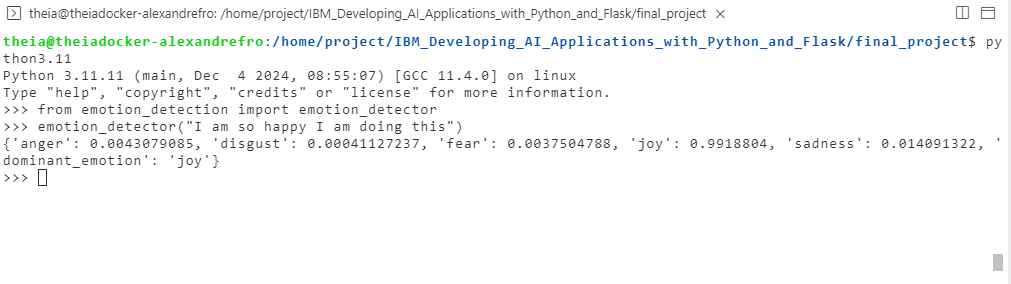 theia@theiadocker-alexandrefro: /home/project/IBM_Developing_AI_Applications_with_Python_and_Flask/final_project ×
theia@theiadocker-alexandrefro:/home/project/IBM_Developing_AI_Applications_with_Python_and_Flask/final_project$ py
thon3.11
Python 3.11.11 (main, Dec  4 2024, 08:55:07) [GCC 11.4.0] on linux
Type "help", "copyright", "credits" or "license" for more information.
>>> from emotion_detection import emotion_detector
>>> emotion_detector("I am so happy I am doing this")
{'anger': 0.0043079085, 'disgust': 0.00041127237, 'fear': 0.0037504788, 'joy': 0.9918804, 'sadness': 0.014091322, '
dominant_emotion': 'joy'}
>>>